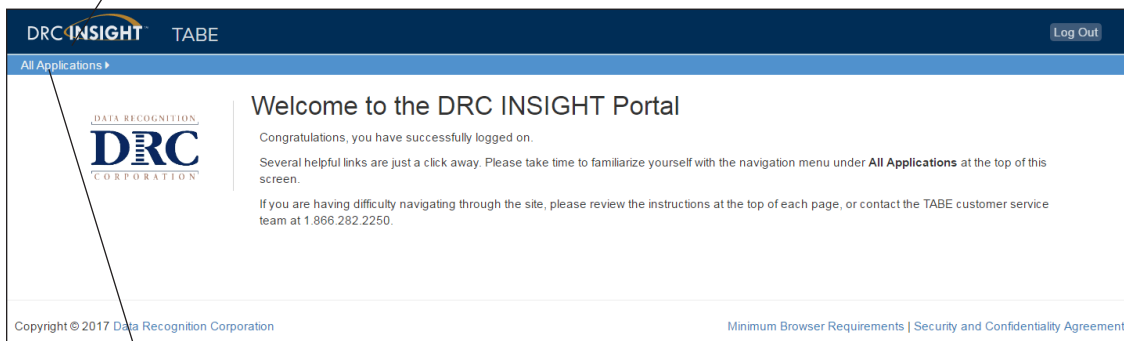 DRC INSIGHT TABE Log Out
All Applications
DATA RECOGNITION
DRC
CORPORATION
Welcome to the DRC INSIGHT Portal
Congratulations, you have successfully logged on.
Several helpful links are just a click away. Please take time to familiarize yourself with the navigation menu under All Applications at the top of this
screen.
If you are having difficulty navigating through the site, please review the instructions at the top of each page, or contact the TABE customer service
team at 1.866.282.2250.
Copyright © 2017 Data Recognition Corporation Minimum Browser Requirements | Security and Confidentiality Agreement